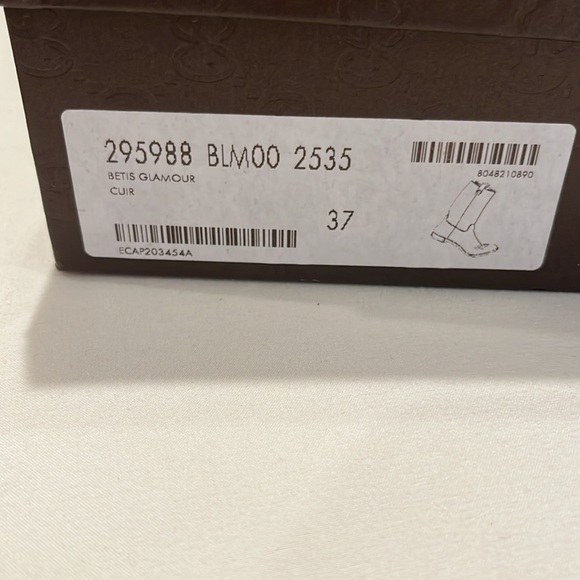 295988 BLM00 2535
8048210890
BETIS GLAMOUR
CUIR
37
ECAP203454A